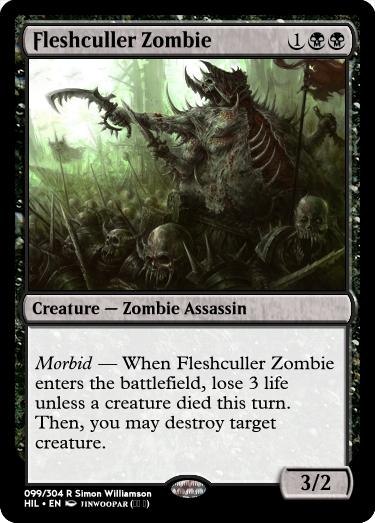 Fleshculler Zombie 1
Creature — Zombie Assassin
Morbid — When Fleshculler Zombie
enters the battlefield, lose 3 life
unless a creature died this turn.
Then, you may destroy target
creature.
3/2
099/304 R Simon Williamson
HIL • EN JINWOOPAR